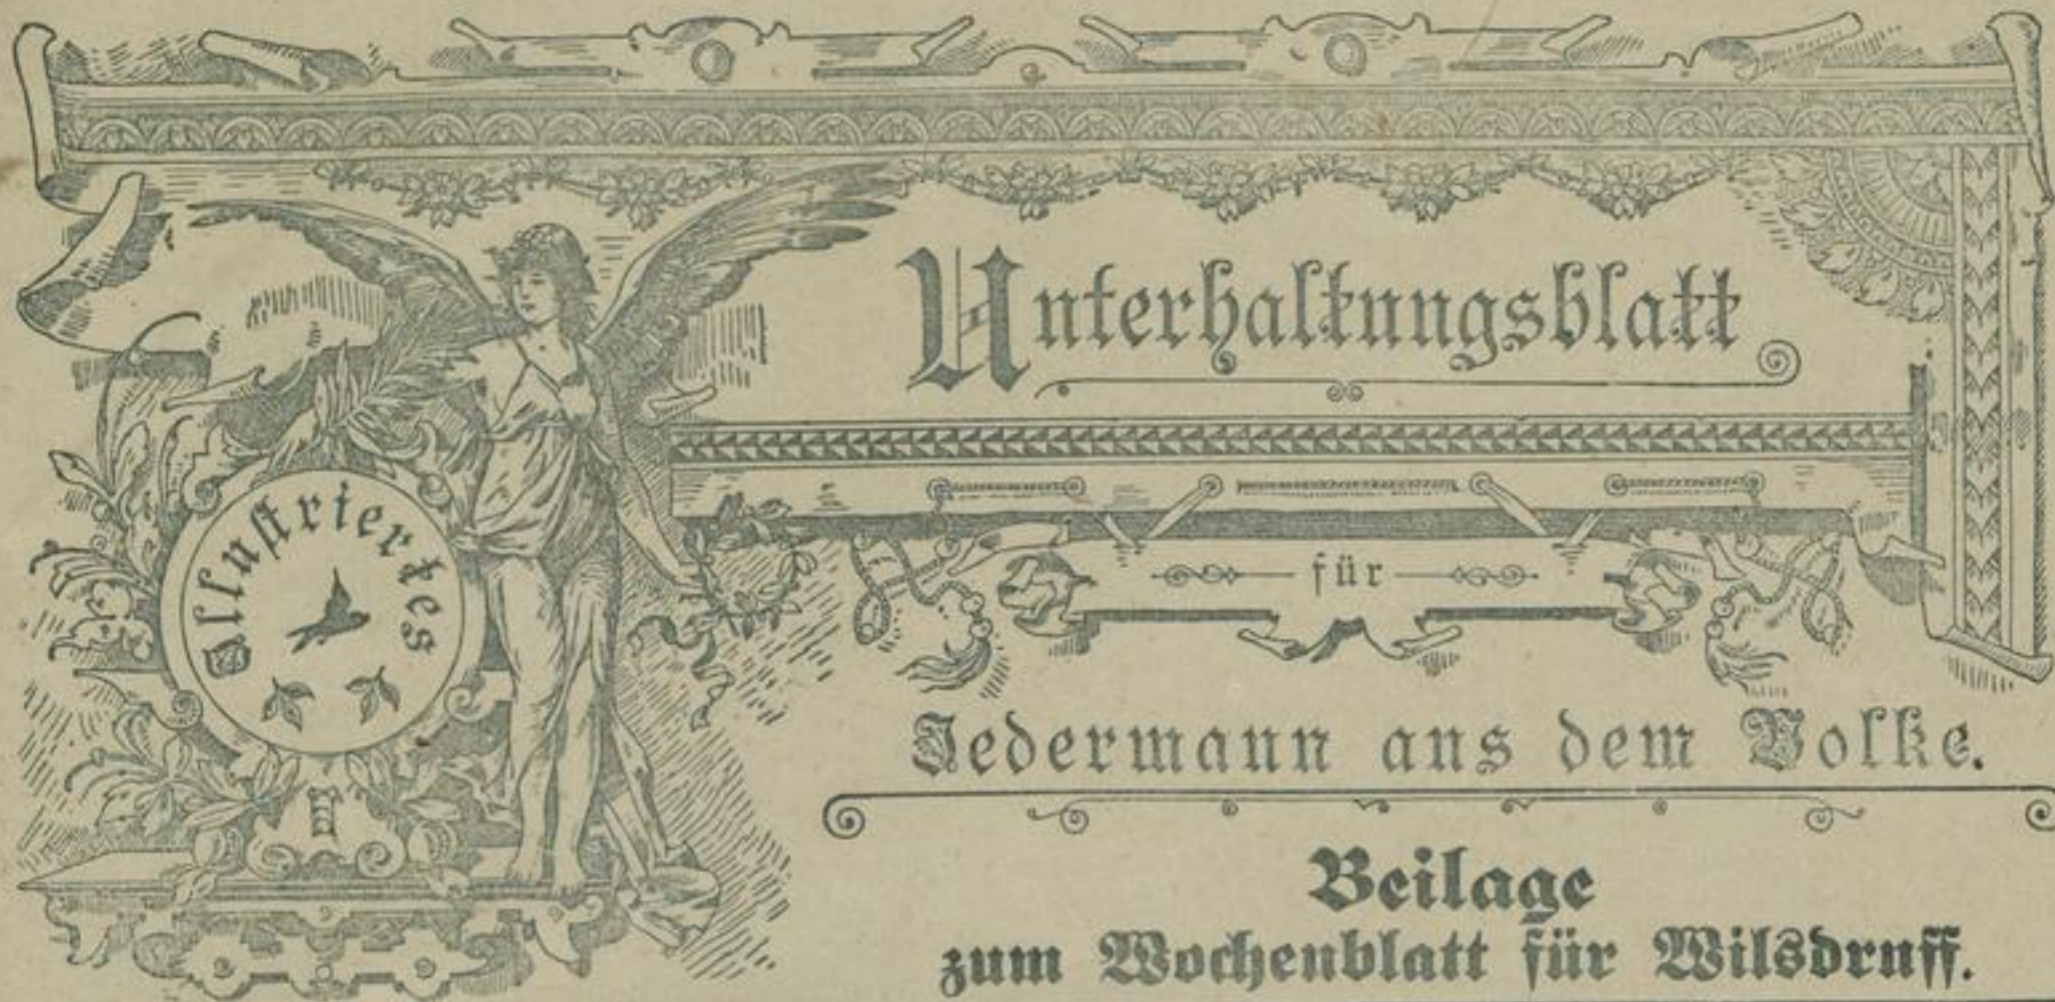 Illustriertes
Unterhaltungsblatt
für
Jedermann aus dem Volke.
Beilage
zum Wochenblatt für Wilsdruff.